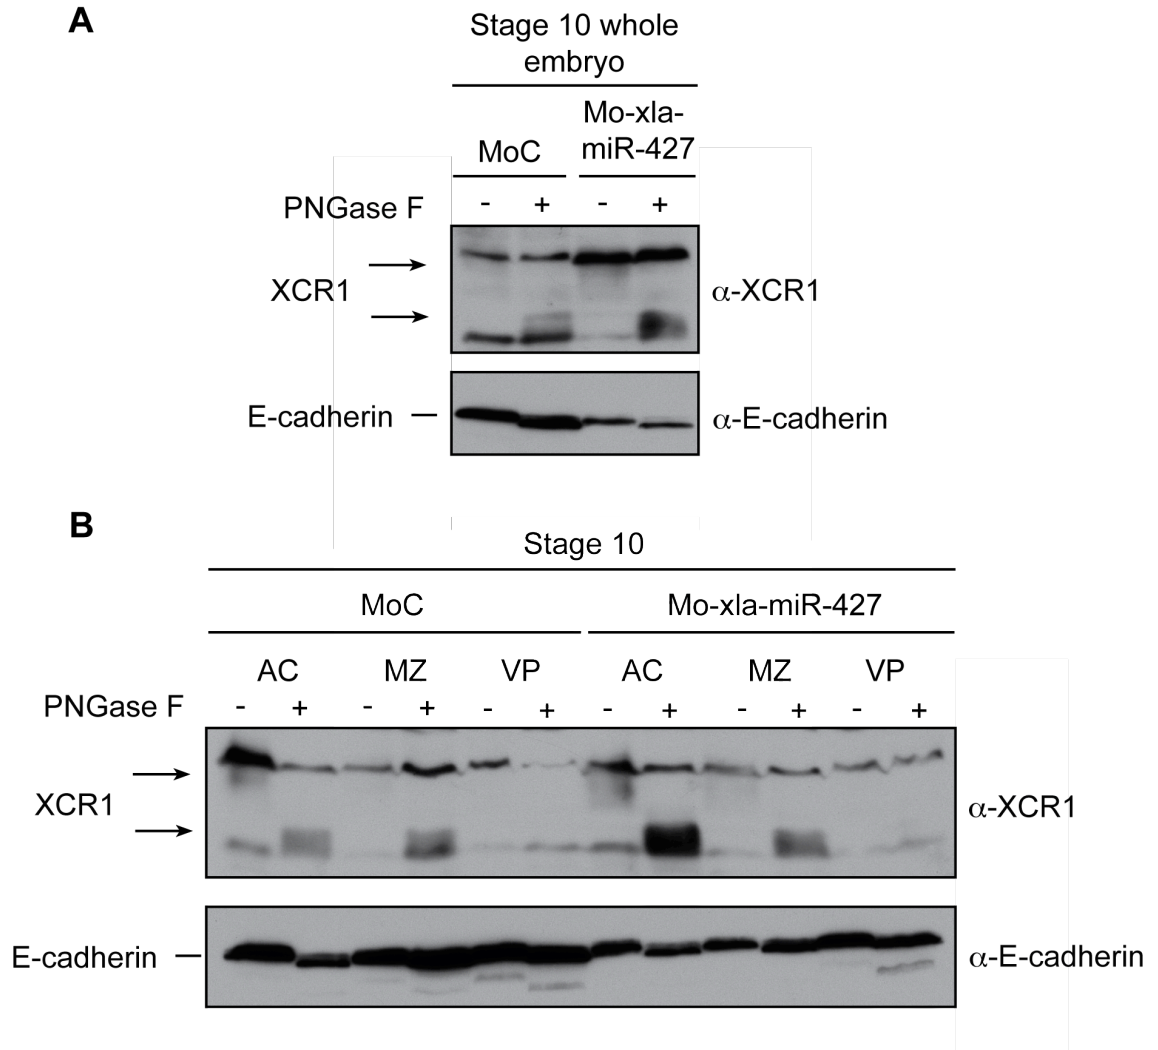 A
Stage 10 whole
embryo
MoC
Mo-xla-
miR-427
PNGase F - + - +
XCR1
α-XCR1
E-cadherin
α-E-cadherin
B
Stage 10
MoC Mo-xla-miR-427
AC MZ VP AC MZ VP
PNGase F - + - + - + - + - + - +
XCR1
α-XCR1
E-cadherin
α-E-cadherin